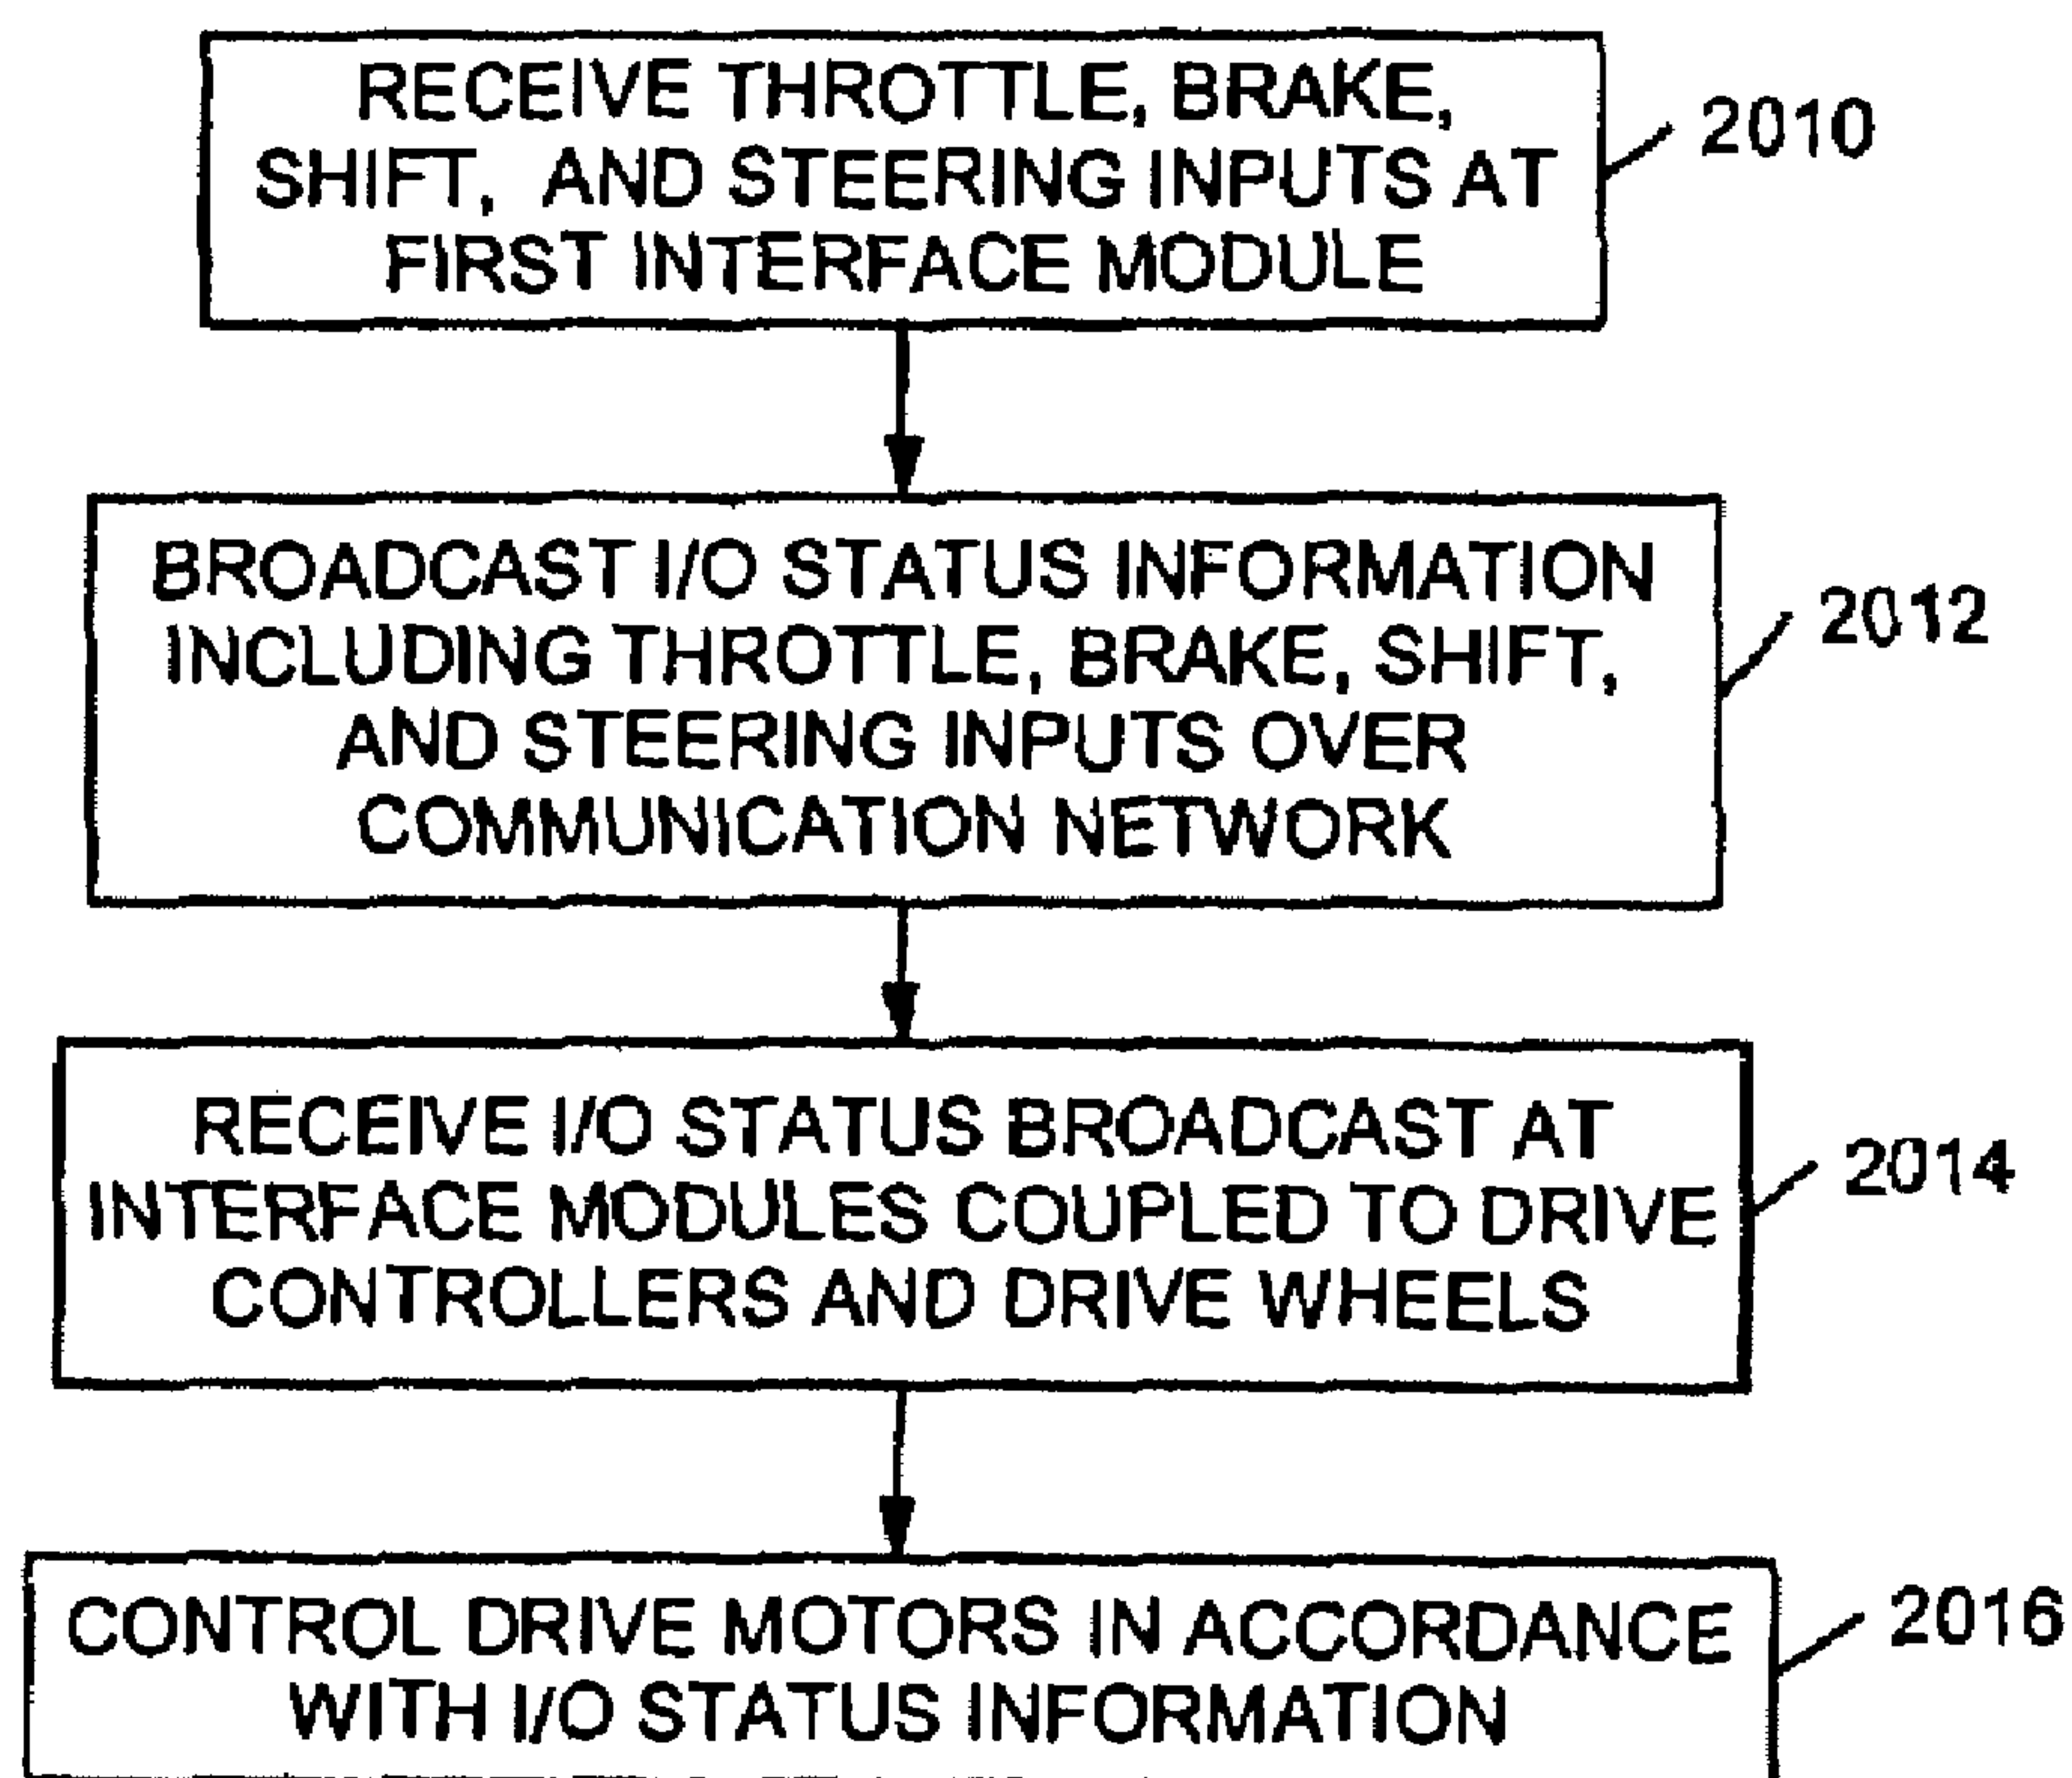 RECEIVE THROTTLE, BRAKE,
SHIFT, AND STEERING INPUTS AT
FIRST INTERFACE MODULE
2010
BROADCAST I/O STATUS INFORMATION
INCLUDING THROTTLE, BRAKE, SHIFT,
AND STEERING INPUTS OVER
COMMUNICATION NETWORK
2012
RECEIVE I/O STATUS BROADCAST AT
INTERFACE MODULES COUPLED TO DRIVE
CONTROLLERS AND DRIVE WHEELS
2014
CONTROL DRIVE MOTORS IN ACCORDANCE
WITH I/O STATUS INFORMATION
2016